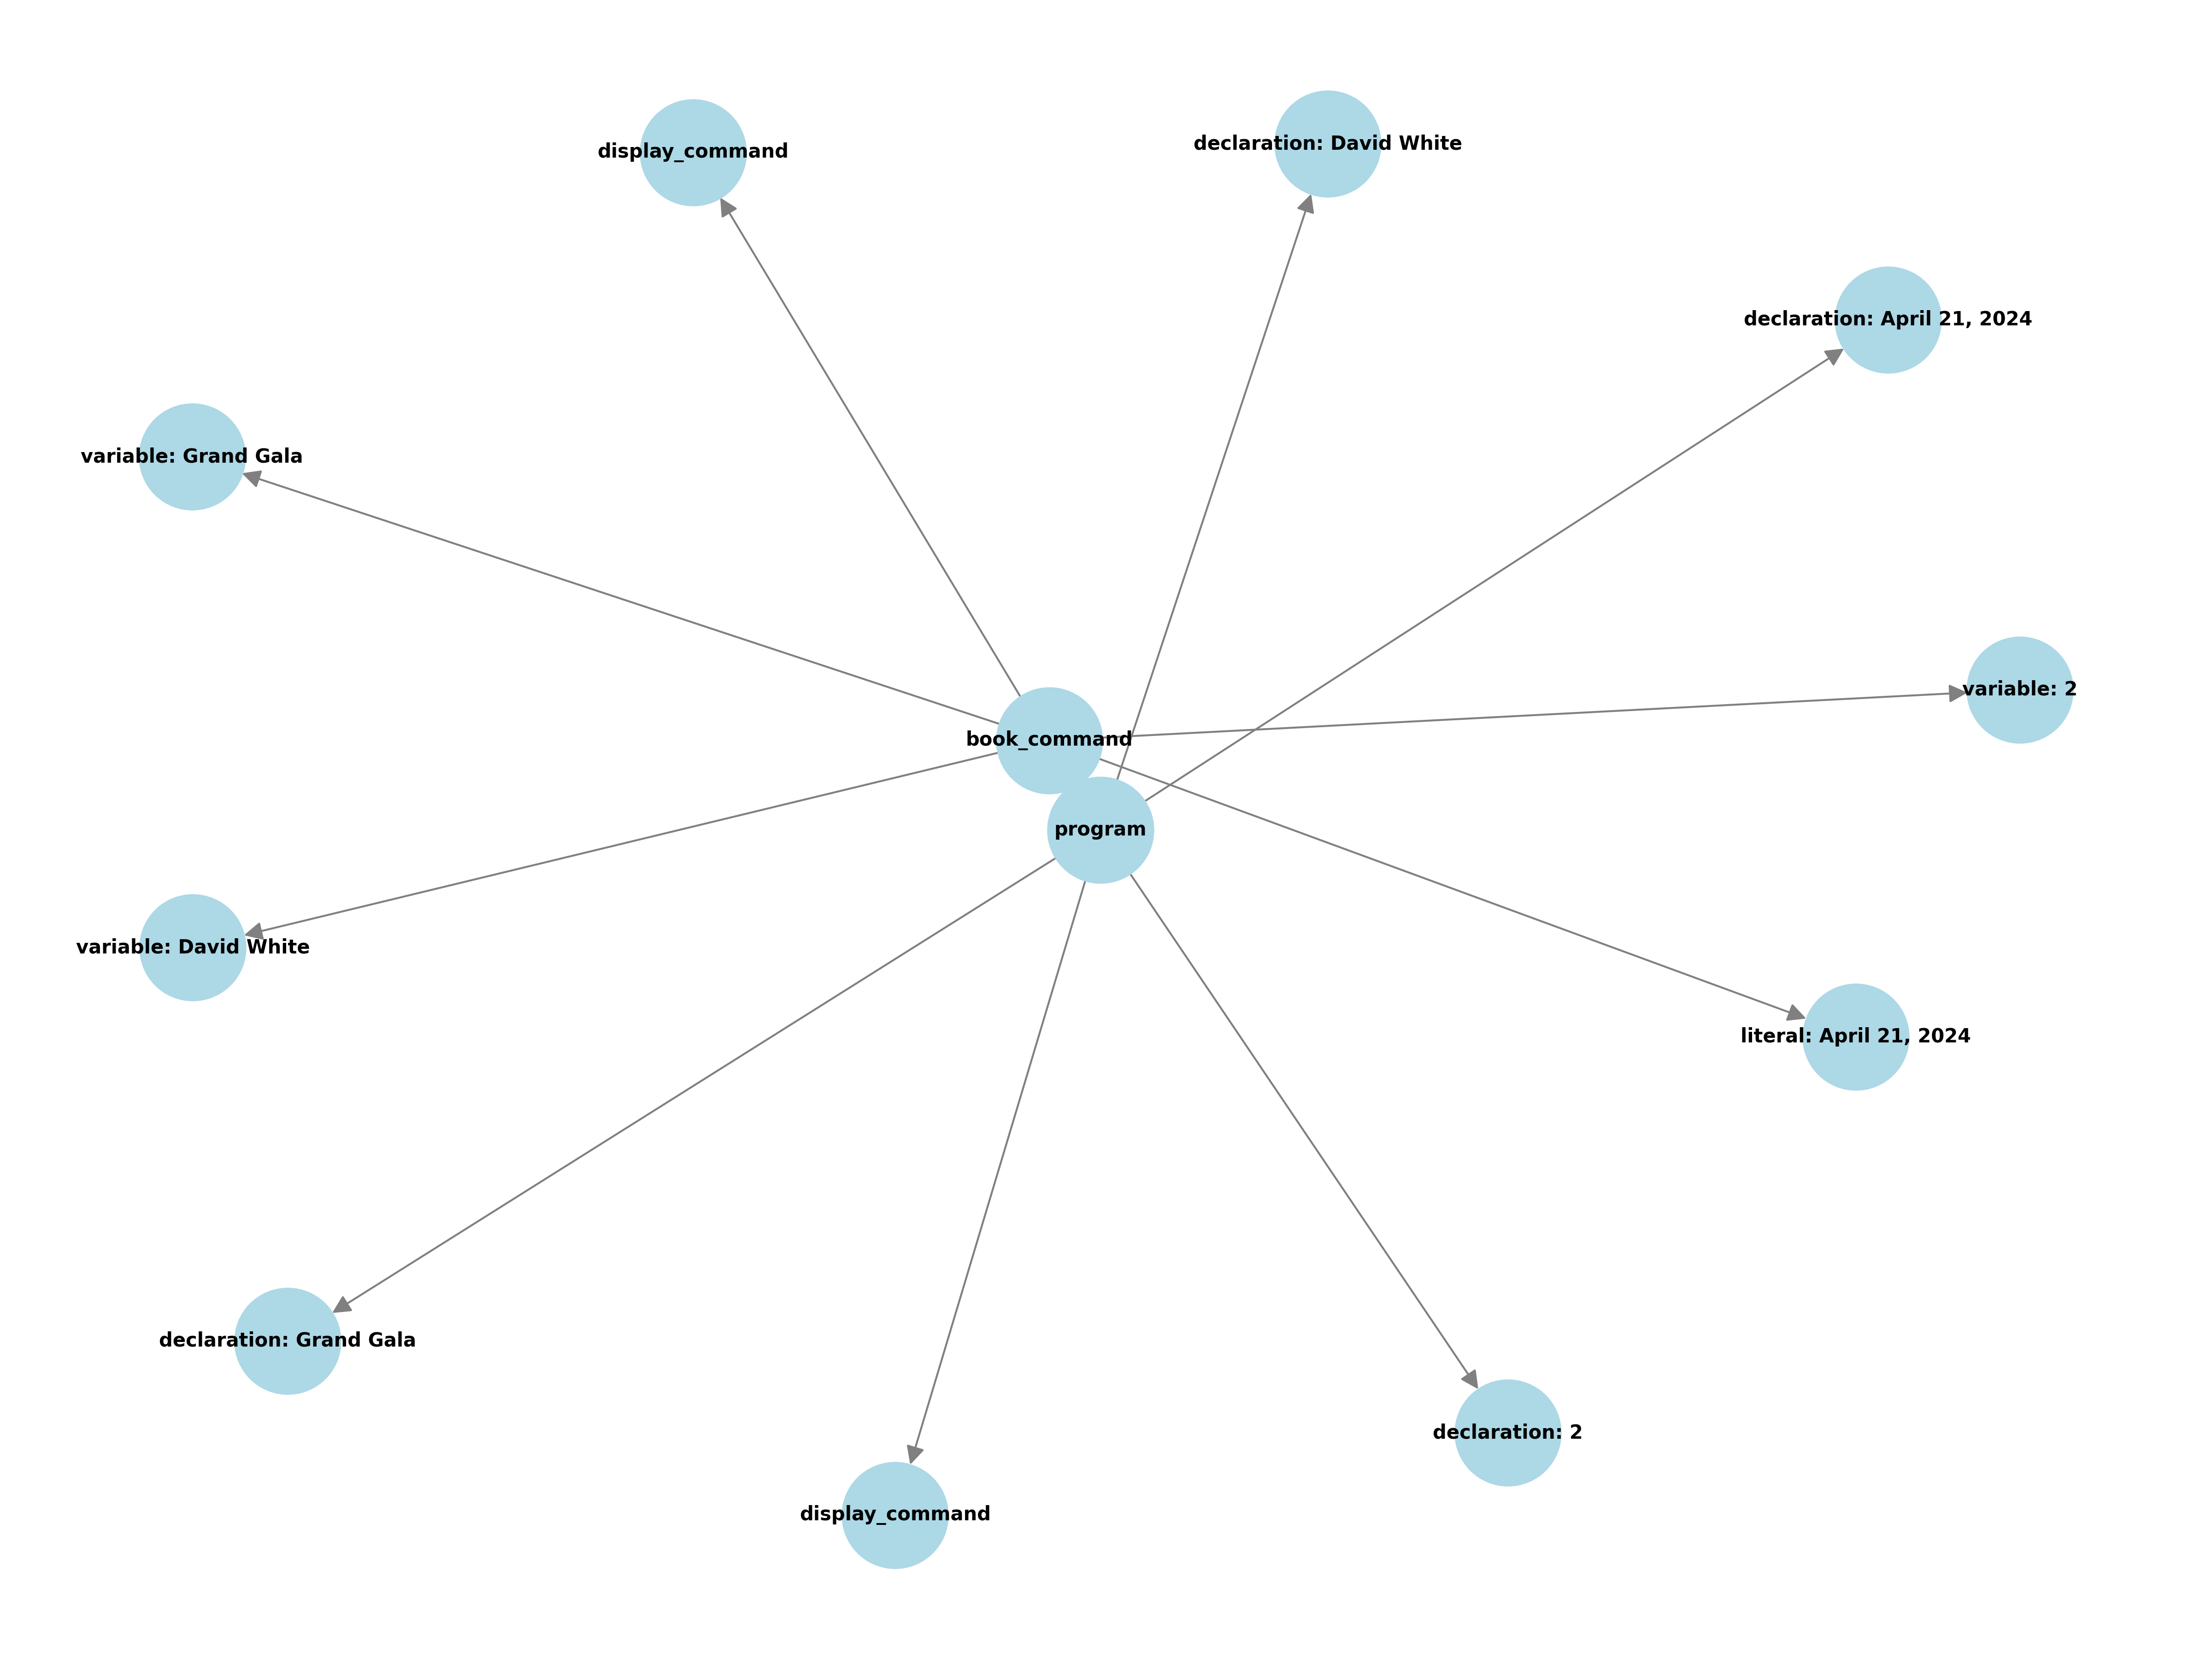 declaration: David White
display_command
declaration: April 21, 2024
variable: Grand Gala
variable: 2
book_command
program
variable: David White
literal: April 21, 2024
declaration: Grand Gala
declaration: 2
display_command